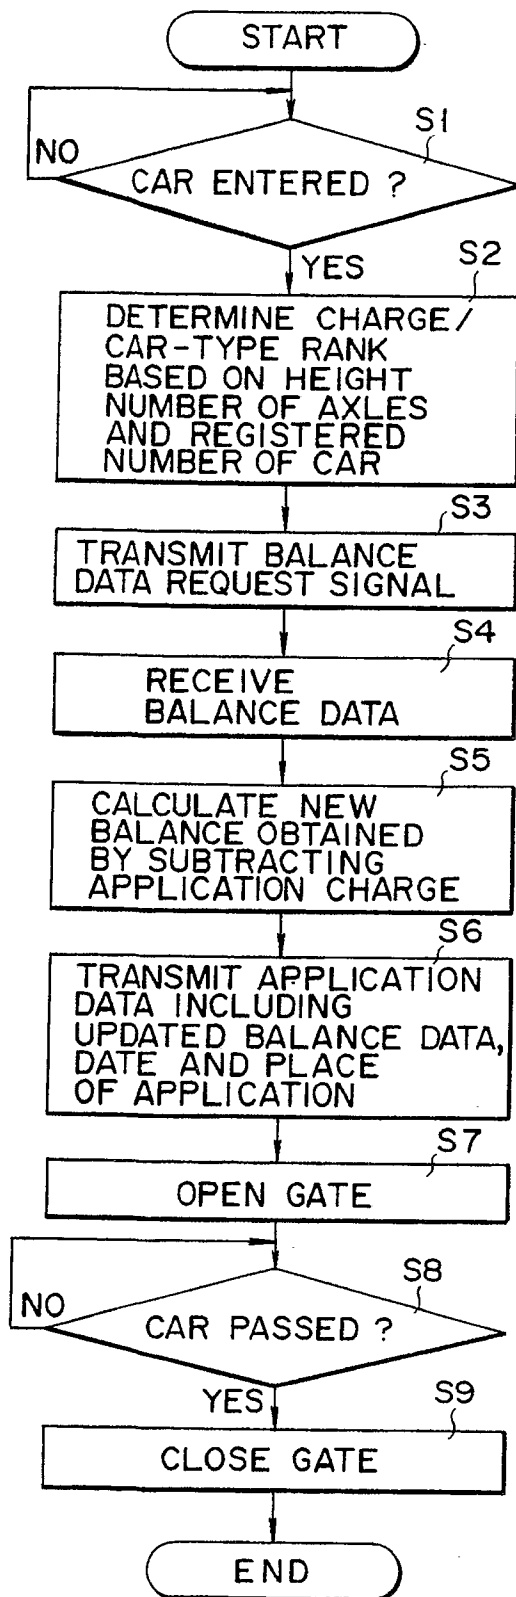 START
S1
NO
CAR ENTERED ?
YES
S2
DETERMINE CHARGE/
CAR-TYPE RANK
BASED ON HEIGHT
NUMBER OF AXLES
AND REGISTERED
NUMBER OF CAR
S3
TRANSMIT BALANCE
DATA REQUEST SIGNAL
S4
RECEIVE
BALANCE DATA
S5
CALCULATE NEW
BALANCE OBTAINED
BY SUBTRACTING
APPLICATION CHARGE
S6
TRANSMIT APPLICATION
DATA INCLUDING
UPDATED BALANCE DATA,
DATE AND PLACE
OF APPLICATION
S7
OPEN GATE
S8
NO
CAR PASSED ?
YES
S9
CLOSE GATE
END